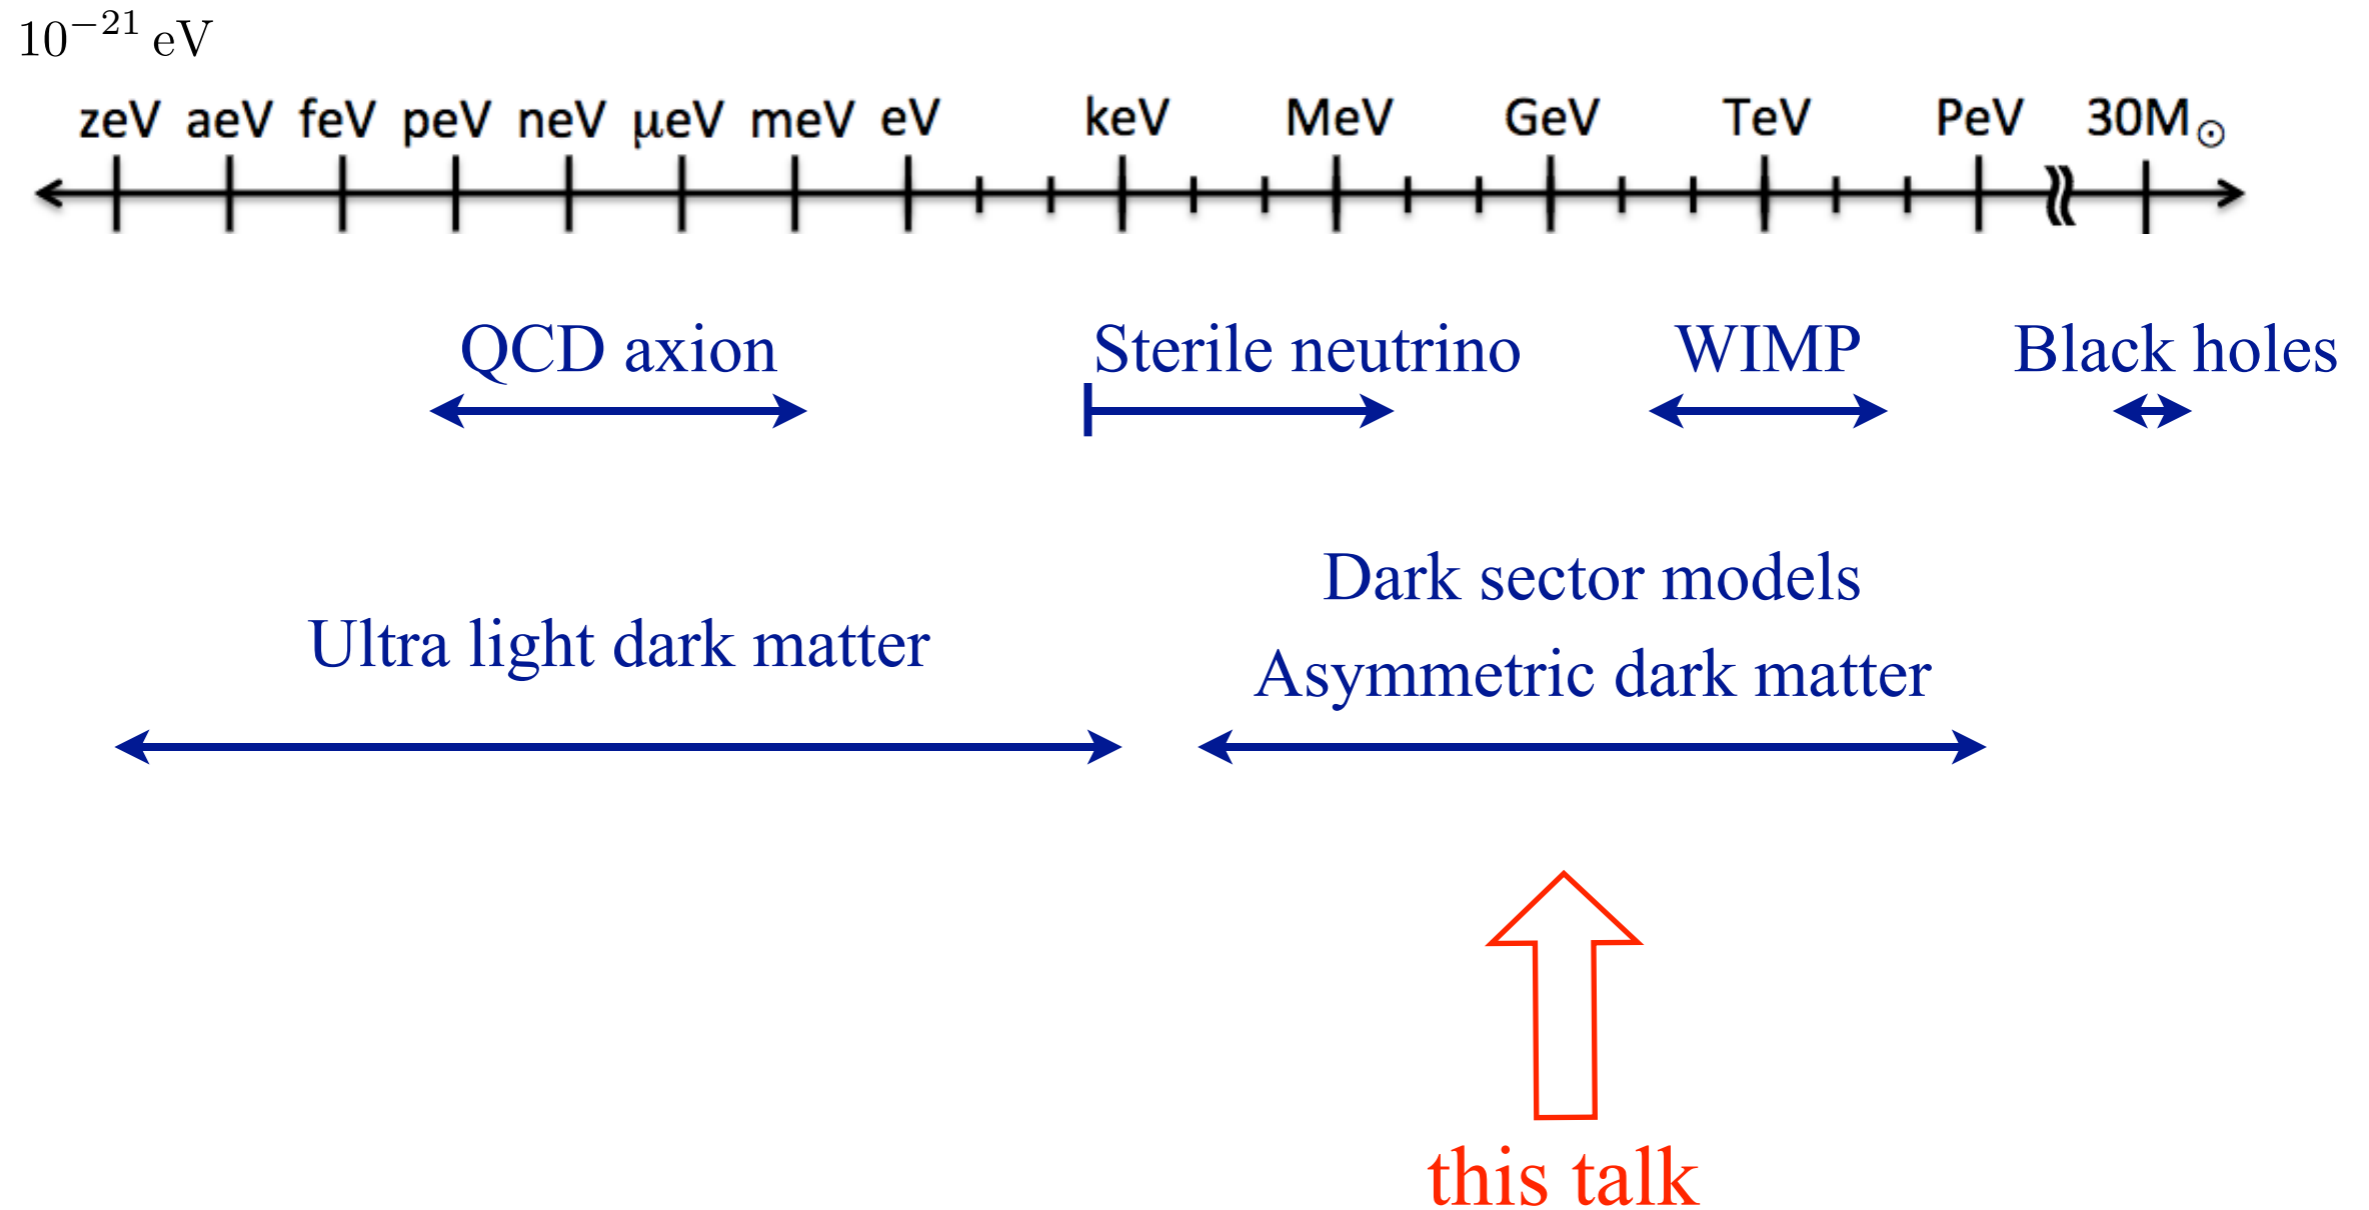 10⁻²¹ eV
zeV aeV feV peV neV μeV meV eV keV MeV GeV TeV PeV 30M⊙
QCD axion Sterile neutrino WIMP Black holes
Dark sector models
Ultra light dark matter
Asymmetric dark matter
this talk